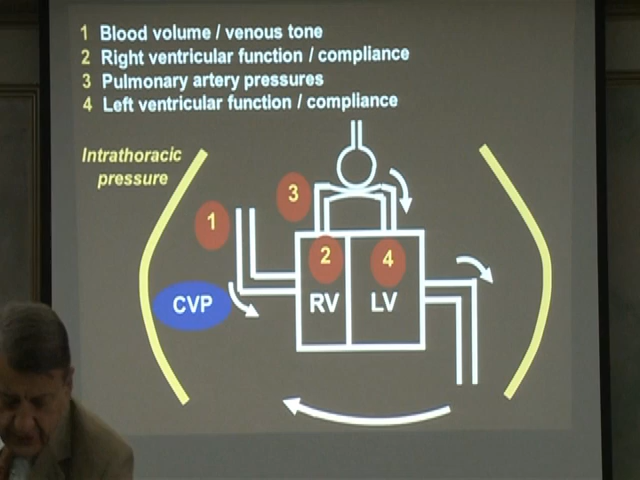 1 Blood volume / venous tone
2 Right ventricular function / compliance
3 Pulmonary artery pressures
4 Left ventricular function / compliance
Intrathoracic
pressure
3
1
2
4
CVP
RV
LV